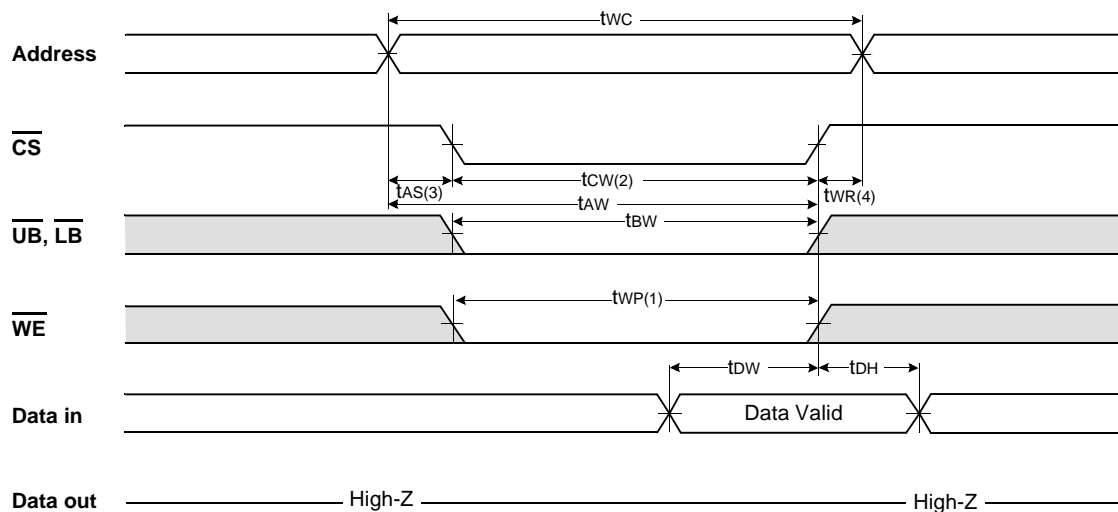 tWC
Address
CS
tAS(3)
tCW(2)
tWR(4)
tAW
UB, LB
tBW
WE
tWP(1)
tDW
tDH
Data in
Data Valid
Data out
High-Z
High-Z